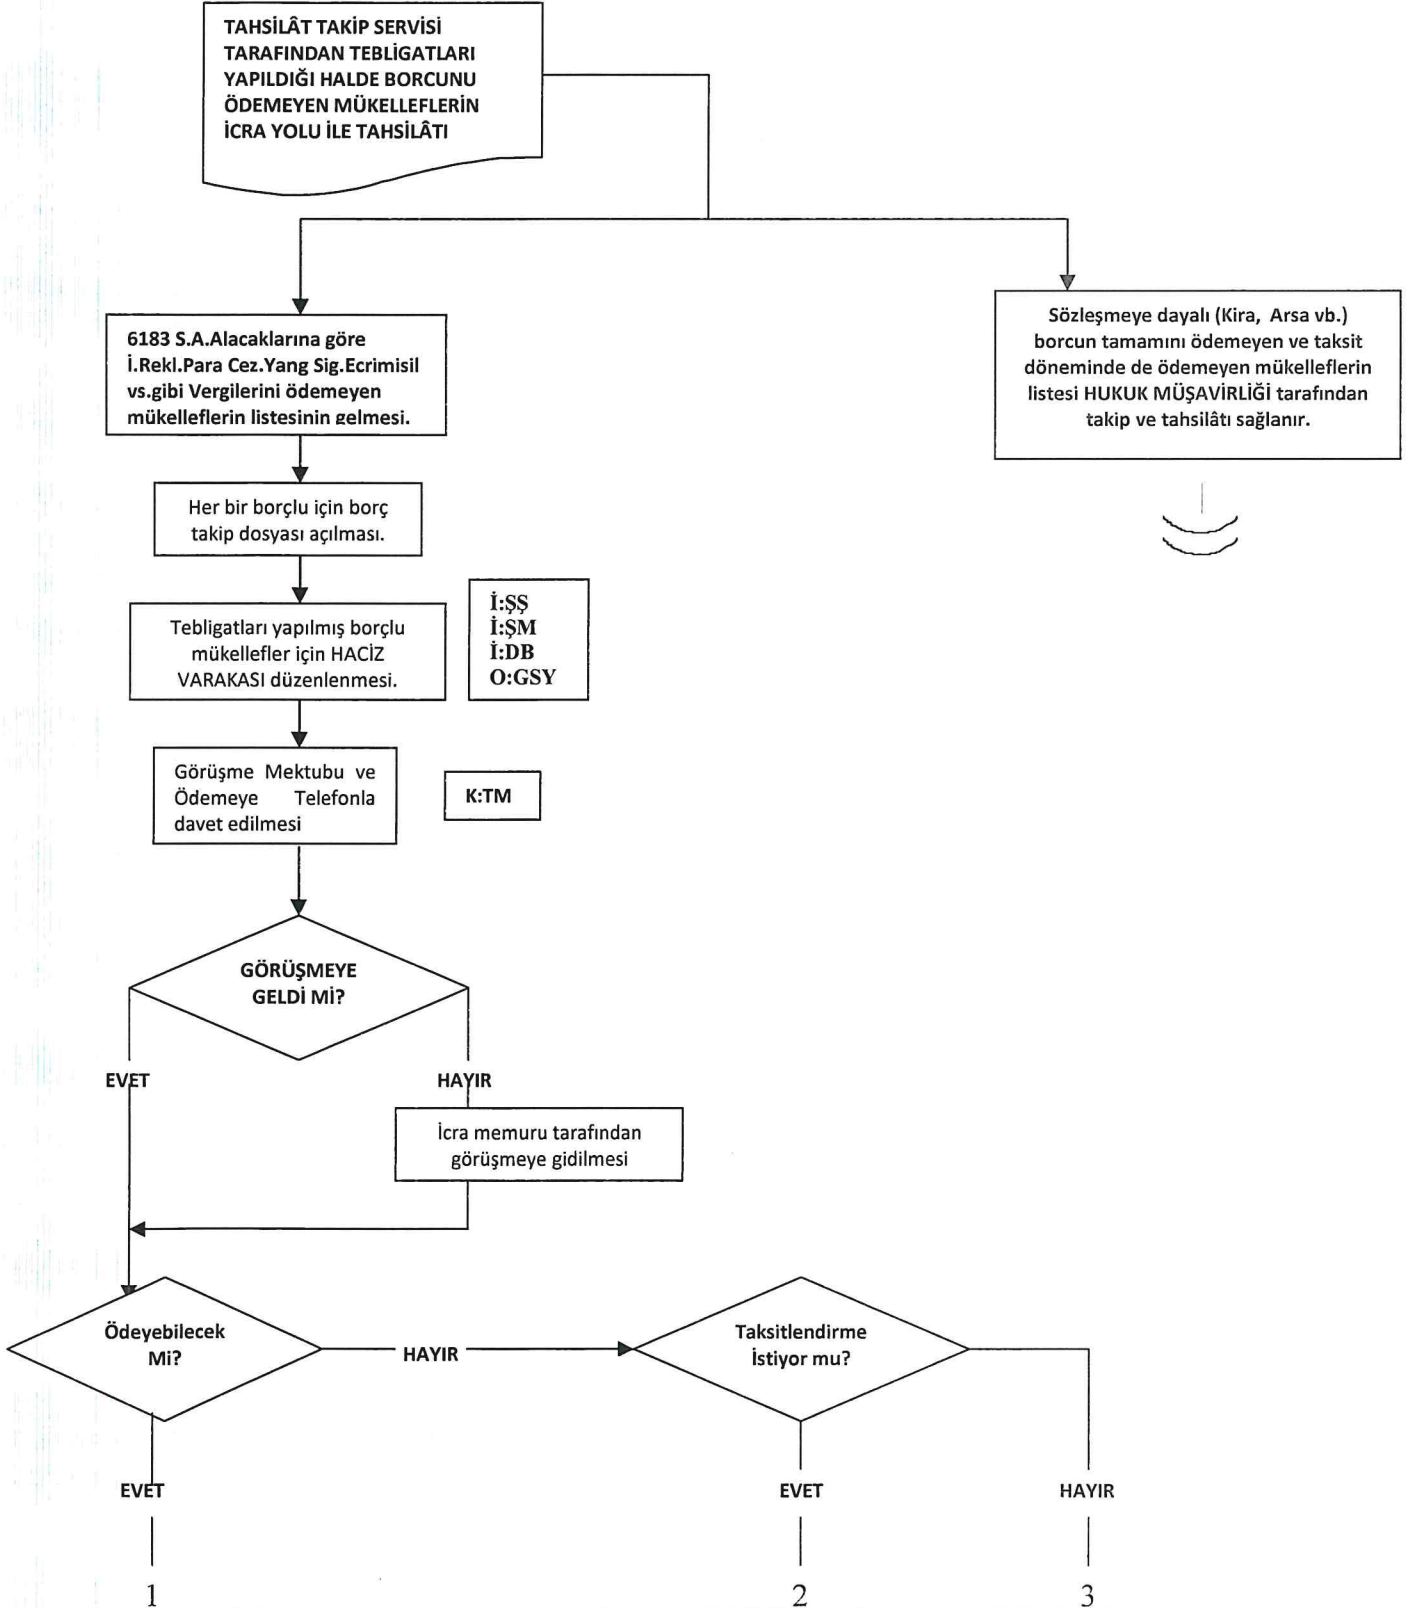 TAHSİLÂT TAKİP SERVİSİ
TARAFINDAN TEBLİGATLARI
YAPILDIĞI HALDE BORCUNU
ÖDEMEYEN MÜKELLEFLERİN
İCRA YOLU İLE TAHSİLÂTI
6183 S.A.Alacaklarına göre
İ.Rekl.Para Cez.Yang Sig.Ecrimisil
vs.gibi Vergilerini ödemeyen
mükelleflerin listesinin gelmesi.
Sözleşmeye dayalı (Kira, Arsa vb.)
borcun tamamını ödemeyen ve taksit
döneminde de ödemeyen mükelleflerin
listesi HUKUK MÜŞAVİRLİĞİ tarafından
takip ve tahsilâtı sağlanır.
Her bir borçlu için borç
takip dosyası açılması.
Tebligatları yapılmış borçlu
mükellefler için HACİZ
VARAKASI düzenlenmesi.
İ:ŞŞ
İ:ŞM
İ:DB
O:GSY
Görüşme Mektubu ve
Ödemeye Telefonla
davet edilmesi
K:TM
GÖRÜŞMEYE
GELDİ Mİ?
EVET
HAYIR
İcra memuru tarafından
görüşmeye gidilmesi
Ödeyebilecek
Mi?
HAYIR
Taksitlendirme
İstiyor mu?
EVET
EVET
HAYIR
1
2
3